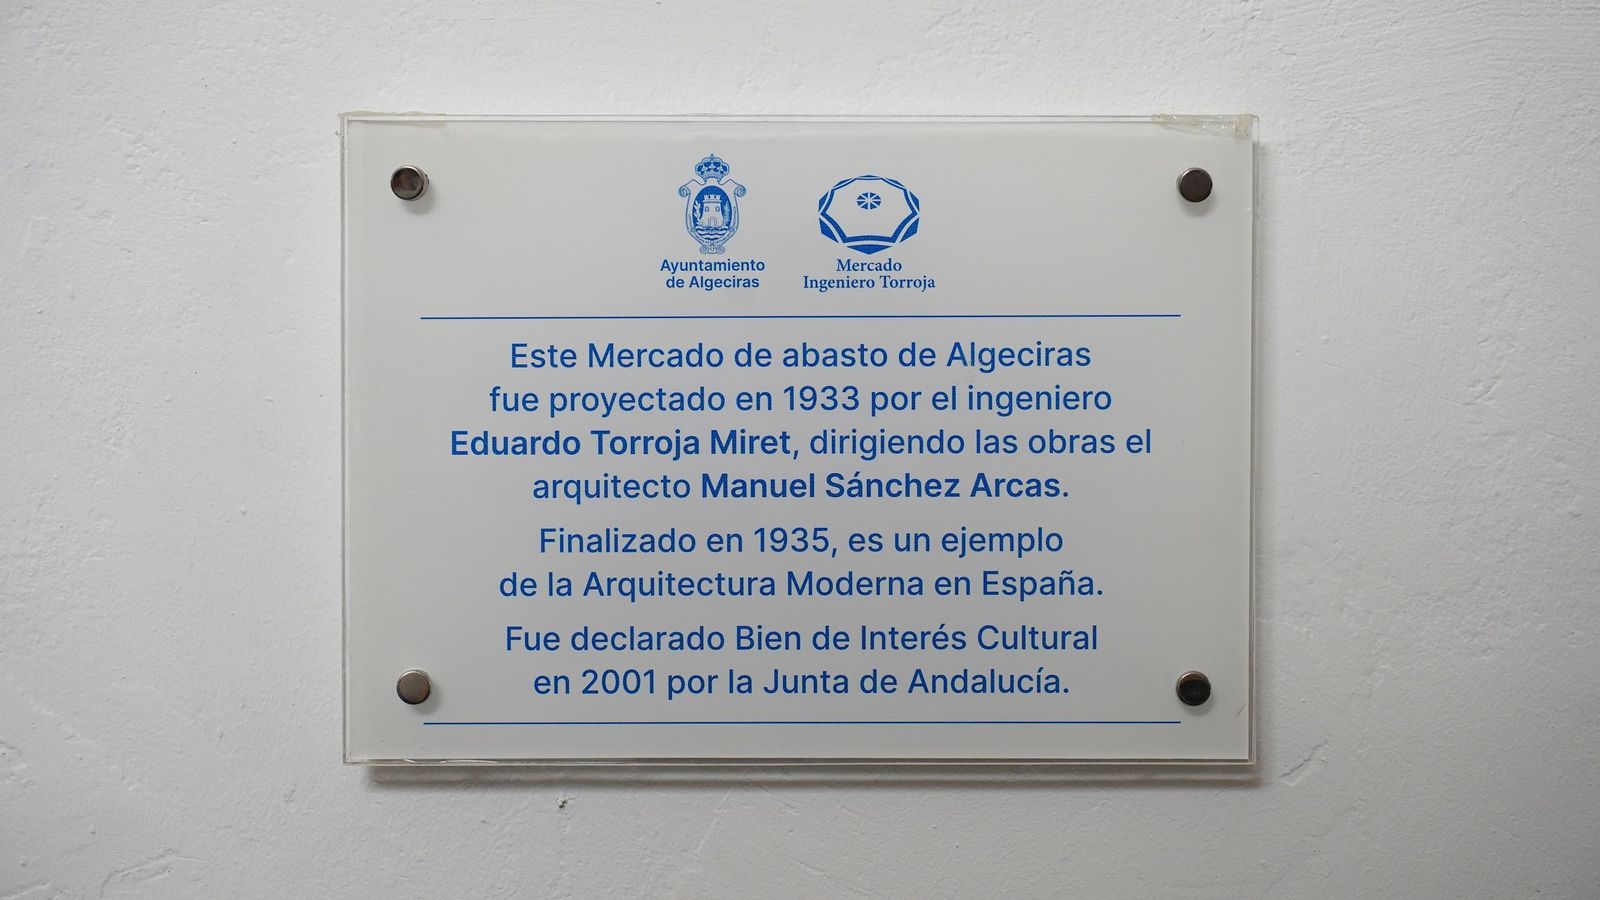 Ayuntamiento
de Algeciras
Mercado
Ingeniero Torroja
Este Mercado de abasto de Algeciras
fue proyectado en 1933 por el ingeniero
Eduardo Torroja Miret, dirigiendo las obras el
arquitecto Manuel Sánchez Arcas.
Finalizado en 1935, es un ejemplo
de la Arquitectura Moderna en España.
Fue declarado Bien de Interés Cultural
en 2001 por la Junta de Andalucía.